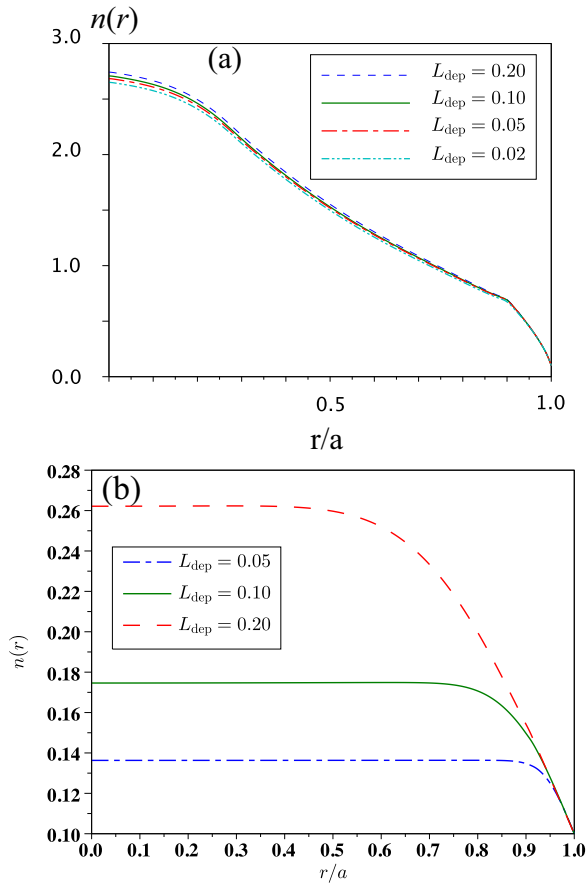 n(r)
(a)
3.0
2.0
1.0
0.0
L_dep = 0.20
L_dep = 0.10
L_dep = 0.05
L_dep = 0.02
0.5 1.0
r/a
(b)
0.28
0.26
0.24
0.22
0.20
0.18
0.16
0.14
0.12
0.10
n(r)
L_dep = 0.05
L_dep = 0.10
L_dep = 0.20
0.0 0.1 0.2 0.3 0.4 0.5 0.6 0.7 0.8 0.9 1.0
r/a